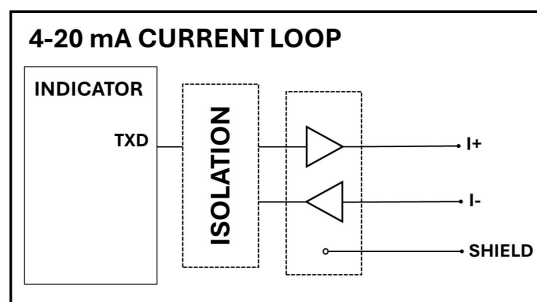 4-20 mA CURRENT LOOP
INDICATOR
TXD
ISOLATION
I+
I-
SHIELD